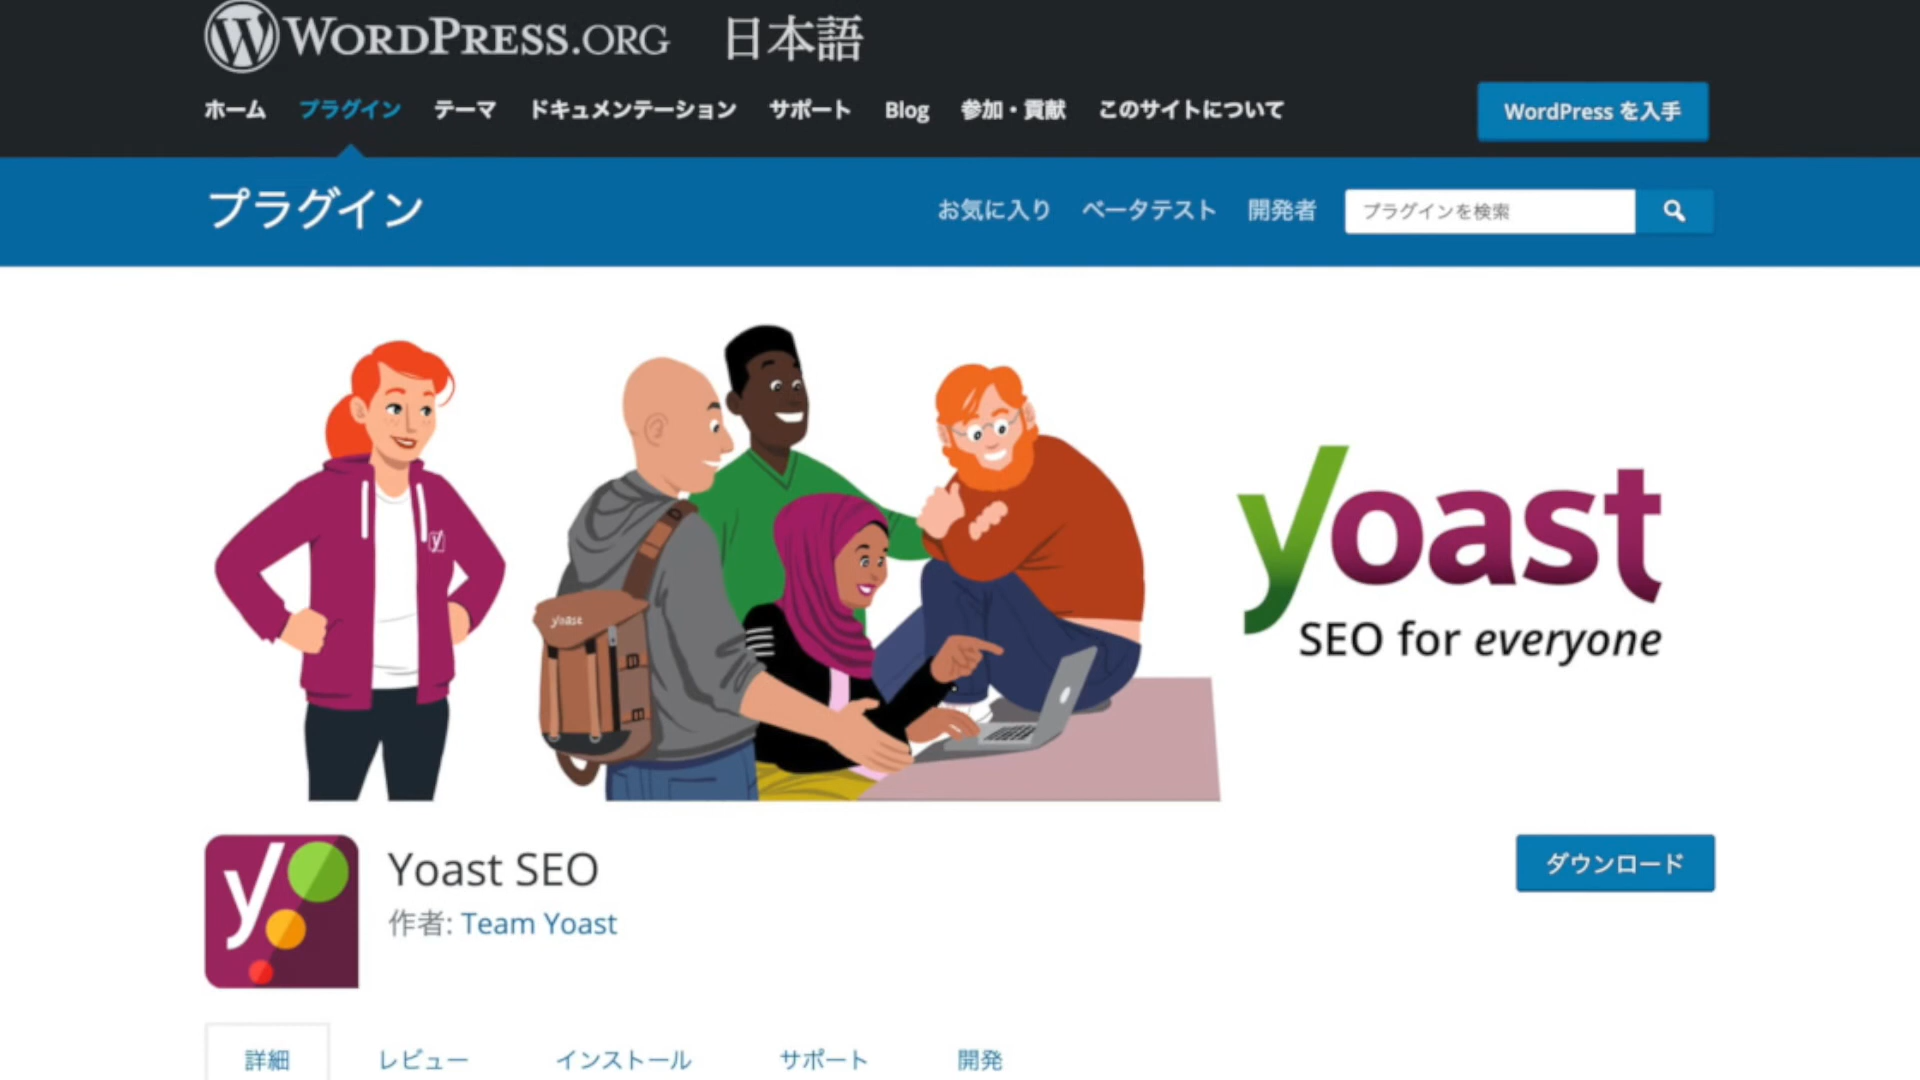 WORDPRESS.ORG 日本語
ホーム プラグイン テーマ ドキュメンテーション サポート Blog 参加・貢献 このサイトについて WordPress を入手
プラグイン お気に入り ベータテスト 開発者 プラグインを検索
y
yoast
yoast
SEO for everyone
y
Yoast SEO
ダウンロード
作者: Team Yoast
詳細 レビュー インストール サポート 開発